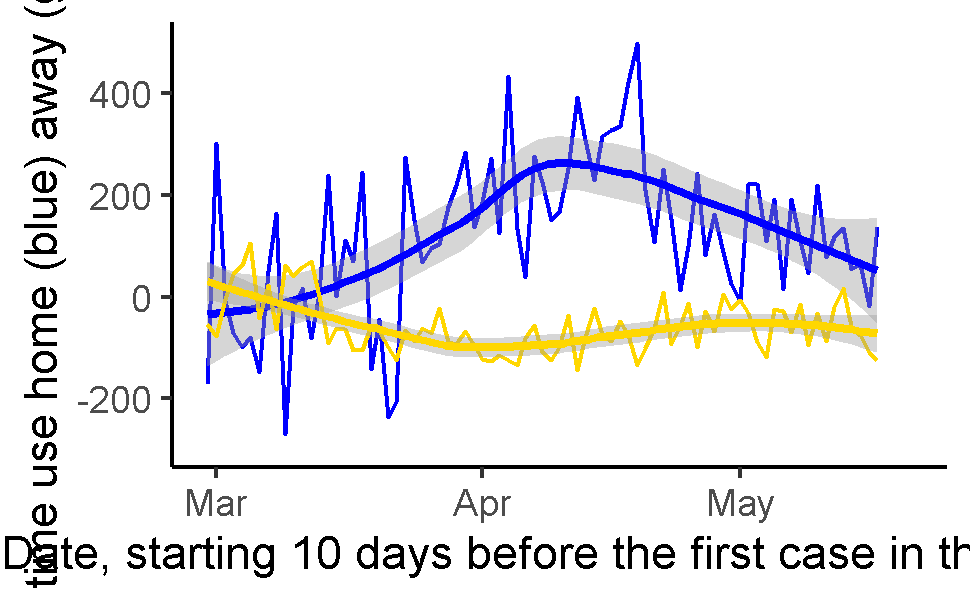 time use home (blue) away (
400
200
0
-200
Mar Apr May
Date, starting 10 days before the first case in th